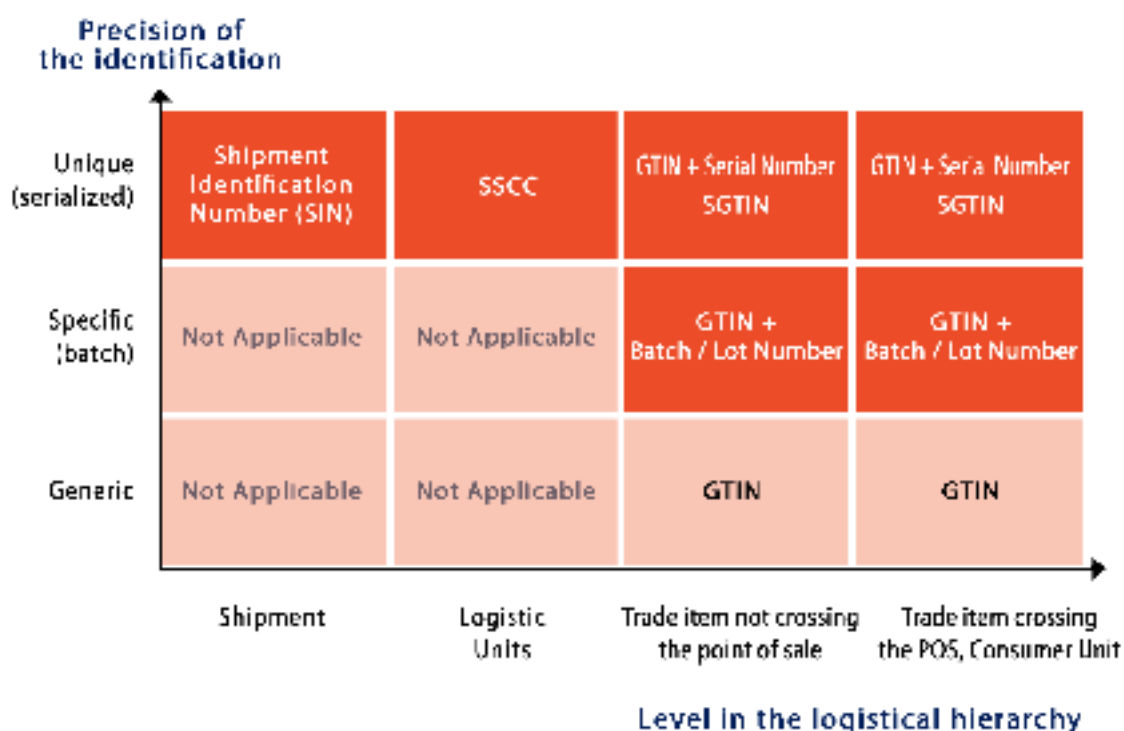 Precision of
the identification
Unique
(serialized)
Shipment
Identification
Number (SIN)
SSCC
GTIN + Serial Number
SGTIN
GTIN + Serial Number
SGTIN
Specific
(batch)
Not Applicable
Not Applicable
GTIN +
Batch / Lot Number
GTIN +
Batch / Lot Number
Generic
Not Applicable
Not Applicable
GTIN
GTIN
Shipment
Logistic
Units
Trade item not crossing
the point of sale
Trade item crossing
the POS, Consumer Unit
Level in the logistical hierarchy